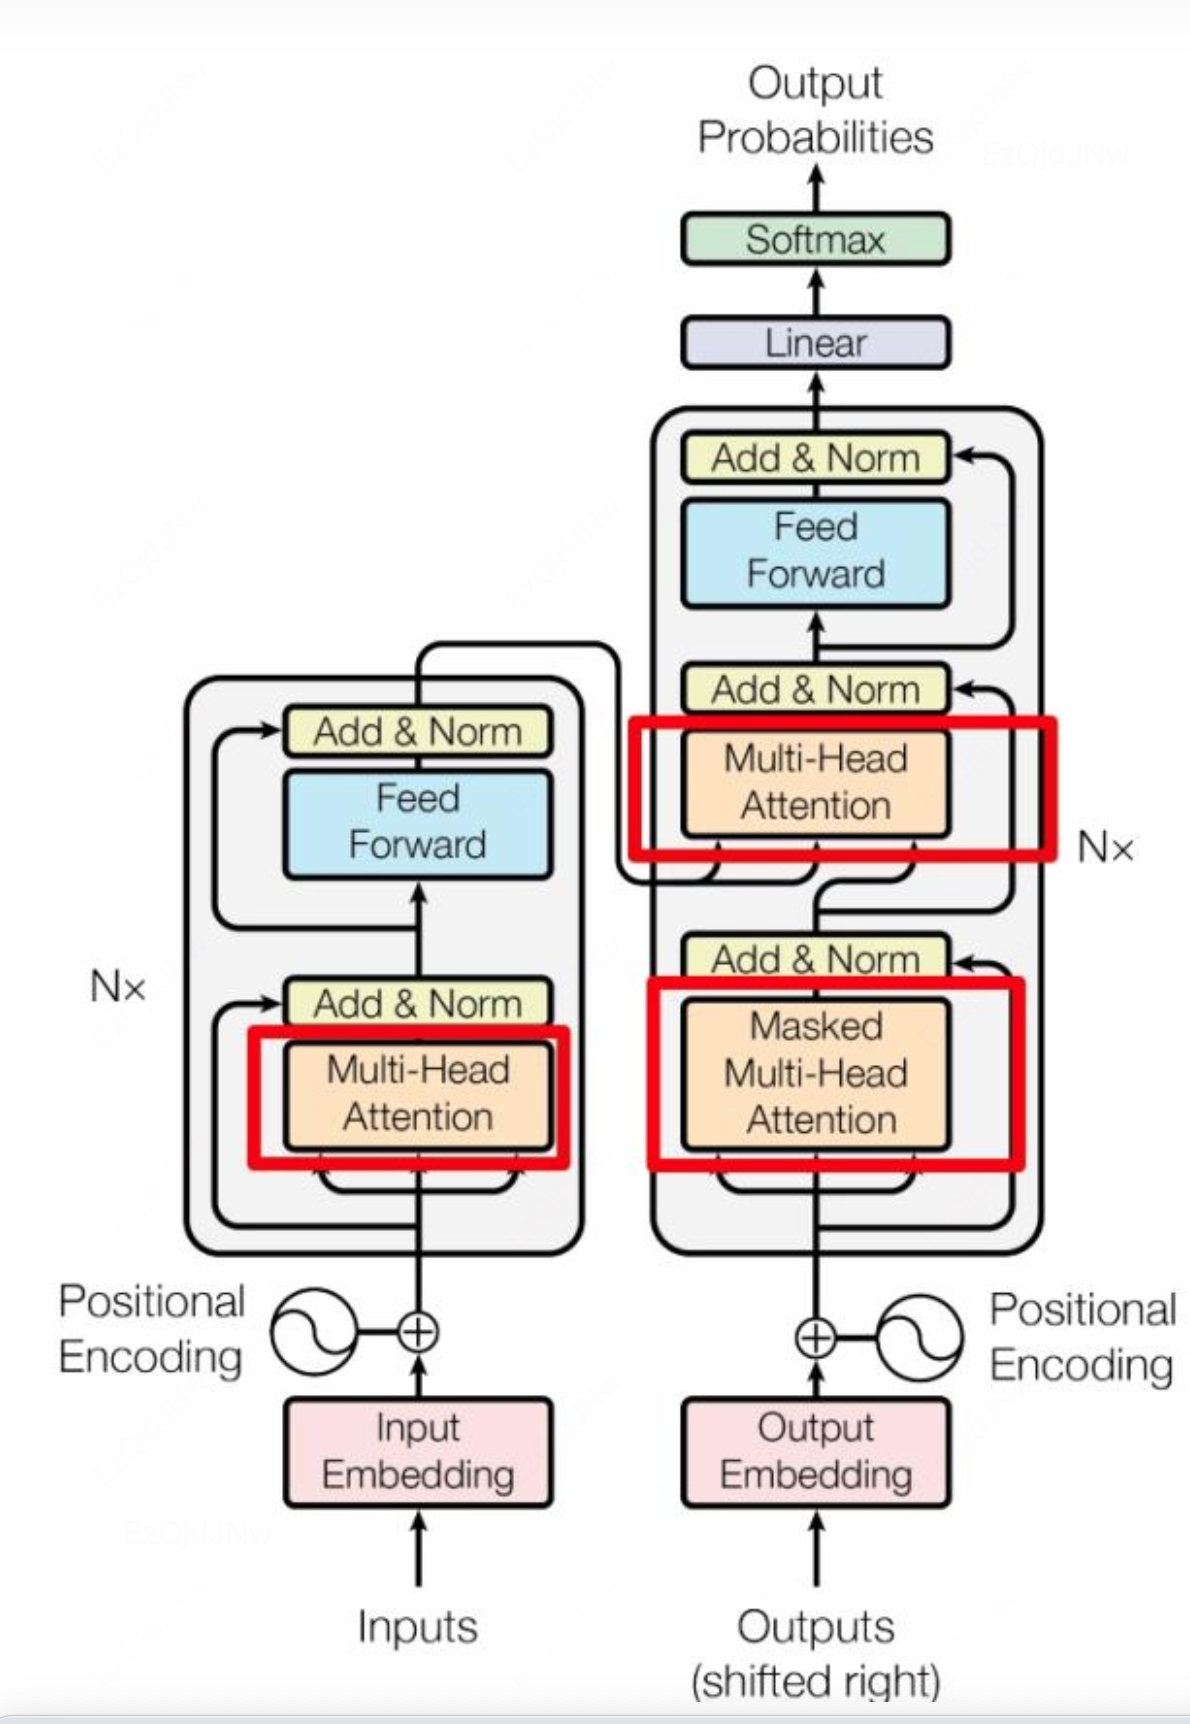 Output
Probabilities
Softmax
Linear
Add & Norm
Feed
Forward
Add & Norm
Multi-Head
Attention
Nx
Add & Norm
Masked
Multi-Head
Attention
Add & Norm
Feed
Forward
Nx
Add & Norm
Multi-Head
Attention
Positional
Encoding
Positional
Encoding
Input
Embedding
Output
Embedding
Inputs
Outputs
(shifted right)
EzQjdJNw
EzQjdJNw